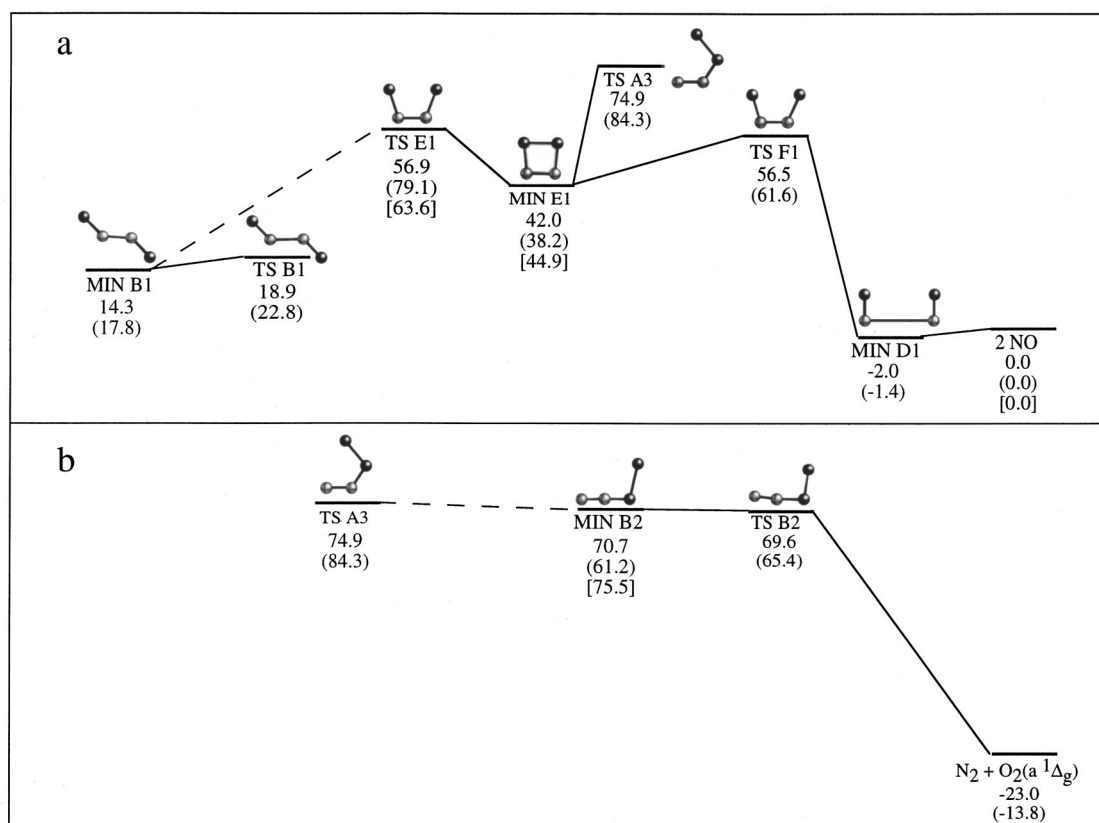 a
TS A3
74.9
(84.3)
TS E1
56.9
(79.1)
[63.6]
TS F1
56.5
(61.6)
MIN E1
42.0
(38.2)
[44.9]
MIN B1
14.3
(17.8)
TS B1
18.9
(22.8)
MIN D1
-2.0
(-1.4)
2 NO
0.0
(0.0)
[0.0]
b
TS A3
74.9
(84.3)
MIN B2
70.7
(61.2)
[75.5]
TS B2
69.6
(65.4)
N₂ + O₂(a ¹Δg)
-23.0
(-13.8)